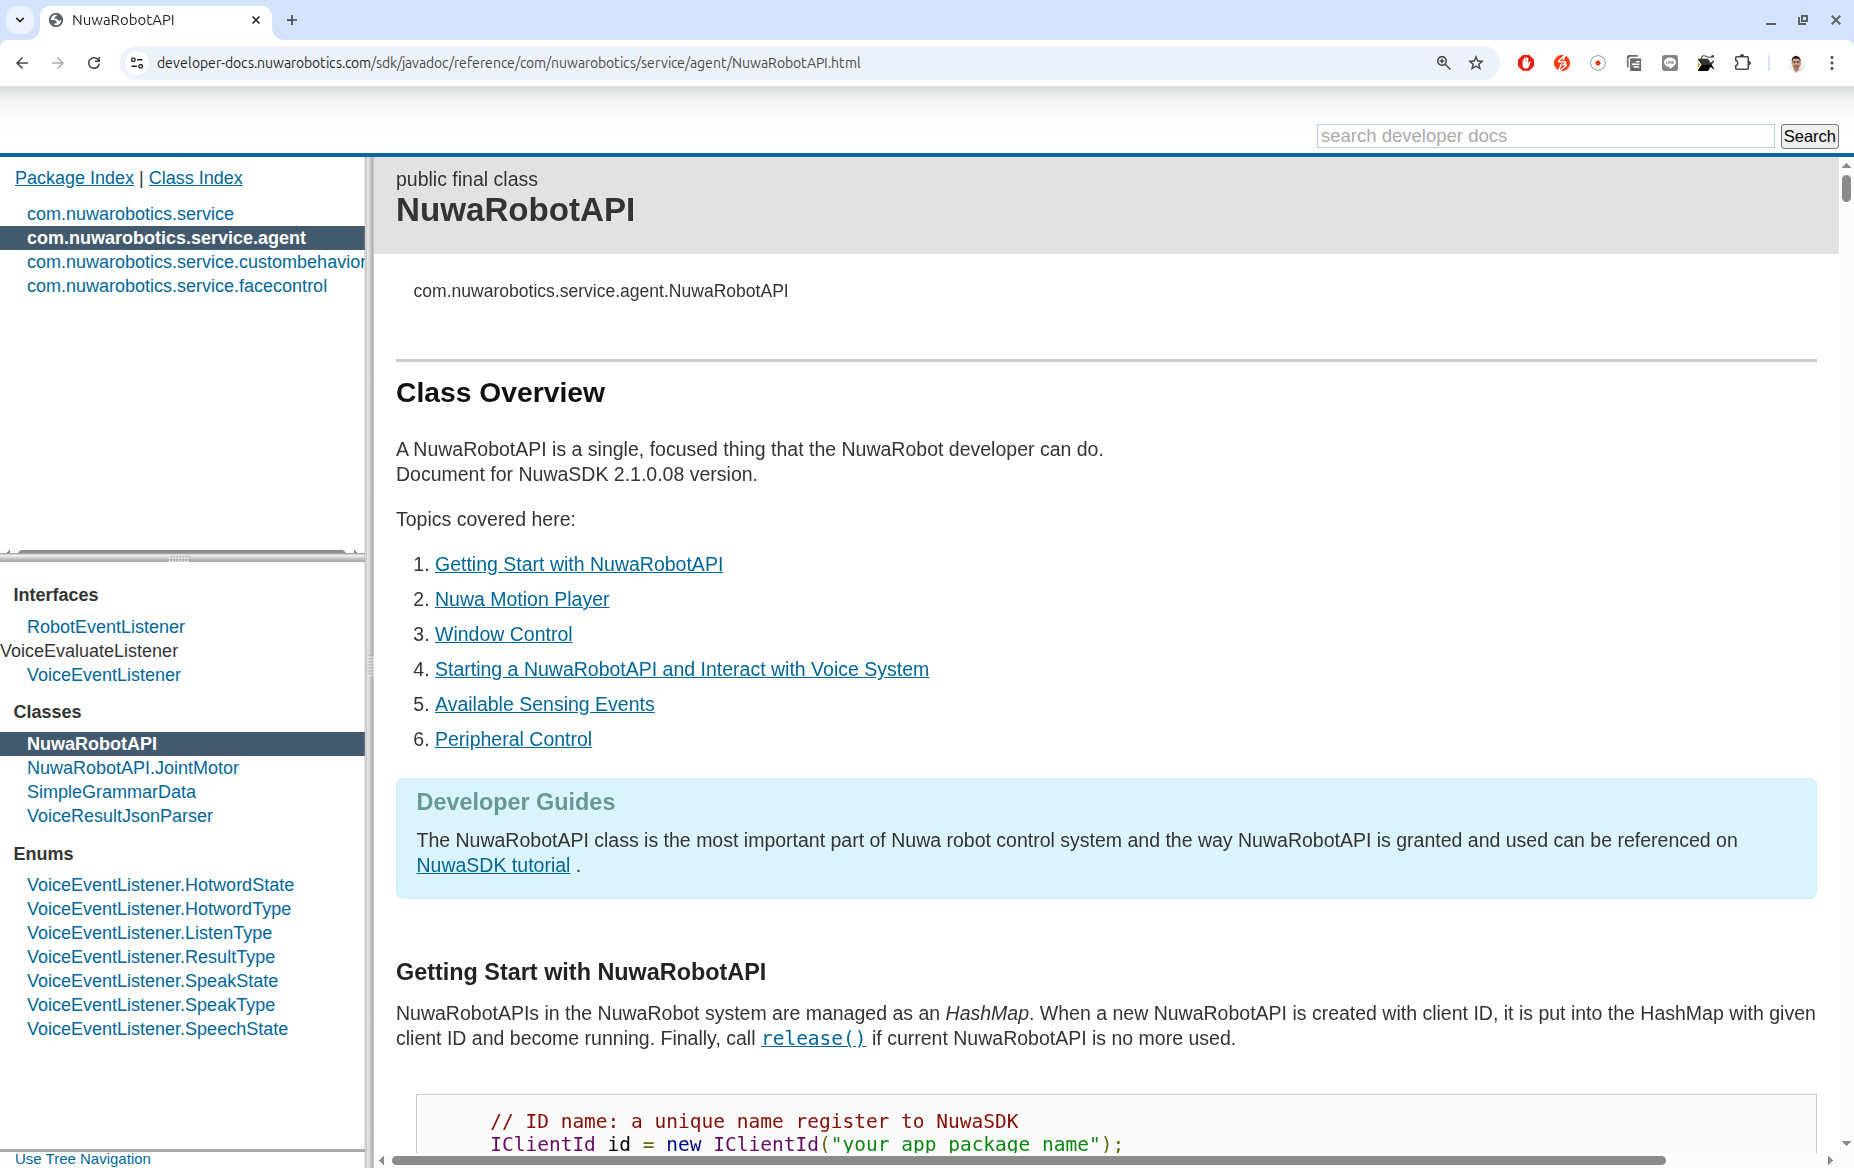 NuwaRobotAPI
developer-docs.nuwarobotics.com/sdk/javadoc/reference/com/nuwarobotics/service/agent/NuwaRobotAPI.html
search developer docs
Search
Package Index | Class Index
com.nuwarobotics.service
com.nuwarobotics.service.agent
com.nuwarobotics.service.custombehavior
com.nuwarobotics.service.facecontrol
Interfaces
RobotEventListener
VoiceEvaluateListener
VoiceEventListener
Classes
NuwaRobotAPI
NuwaRobotAPI.JointMotor
SimpleGrammarData
VoiceResultJsonParser
Enums
VoiceEventListener.HotwordState
VoiceEventListener.HotwordType
VoiceEventListener.ListenType
VoiceEventListener.ResultType
VoiceEventListener.SpeakState
VoiceEventListener.SpeakType
VoiceEventListener.SpeechState
Use Tree Navigation
public final class
NuwaRobotAPI
com.nuwarobotics.service.agent.NuwaRobotAPI
Class Overview
A NuwaRobotAPI is a single, focused thing that the NuwaRobot developer can do.
Document for NuwaSDK 2.1.0.08 version.
Topics covered here:
1. Getting Start with NuwaRobotAPI
2. Nuwa Motion Player
3. Window Control
4. Starting a NuwaRobotAPI and Interact with Voice System
5. Available Sensing Events
6. Peripheral Control
Developer Guides
The NuwaRobotAPI class is the most important part of Nuwa robot control system and the way NuwaRobotAPI is granted and used can be referenced on
NuwaSDK tutorial .
Getting Start with NuwaRobotAPI
NuwaRobotAPIs in the NuwaRobot system are managed as an HashMap. When a new NuwaRobotAPI is created with client ID, it is put into the HashMap with given
client ID and become running. Finally, call release() if current NuwaRobotAPI is no more used.
// ID name: a unique name register to NuwaSDK
IClientId id = new IClientId("your app package name");